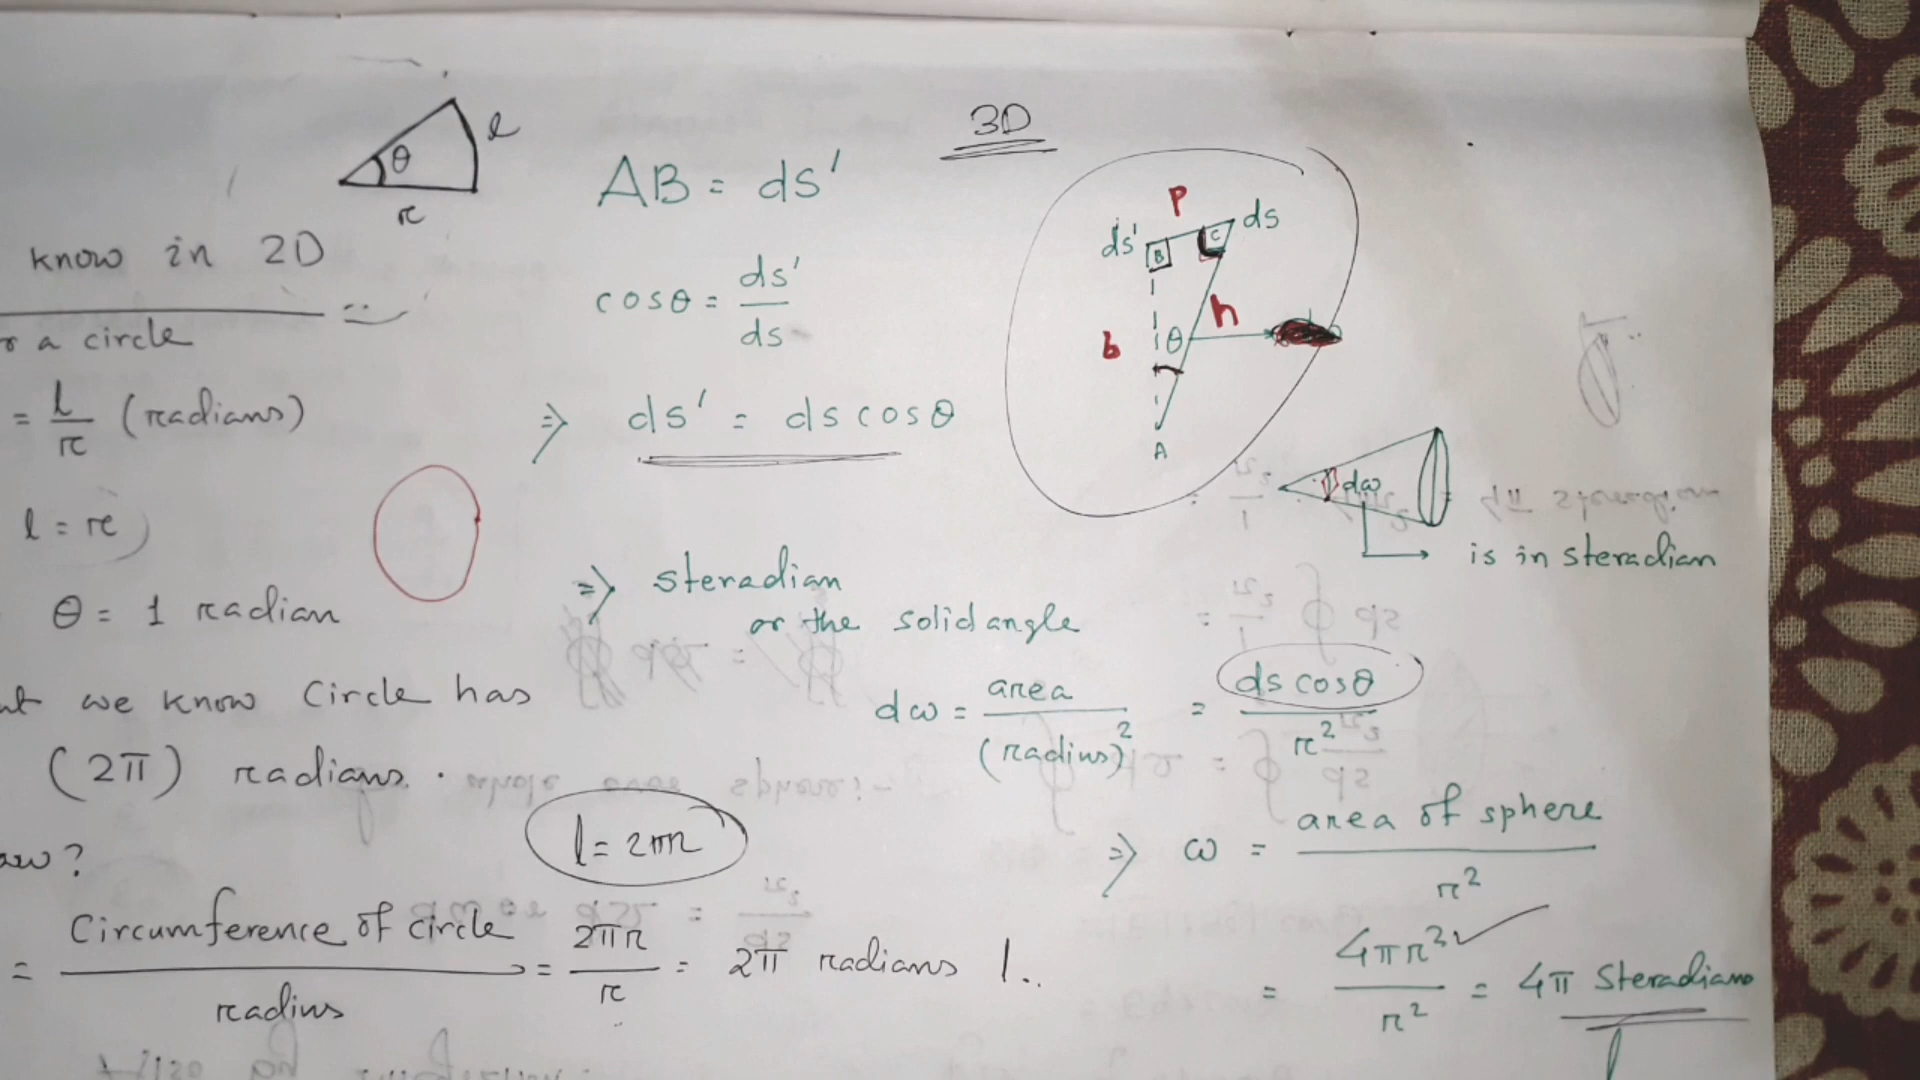 θ
l
r
know in 2D
a circle
= l/r (radians)
l = r
θ = 1 radian
we know Circle has
(2π) radians.
?
= Circumference of circle / radius = 2πr / r = 2π radians
l = 2πr
AB = ds'
cosθ = ds' / ds
⇒ ds' = ds cosθ
3D
P
ds' B C ds
h
b θ
A
dω
is in steradian
⇒ steradian
or the solid angle
dω = area / (radius)² = ds cosθ / r²
⇒ ω = area of sphere / r²
= 4πr² / r² = 4π Steradians